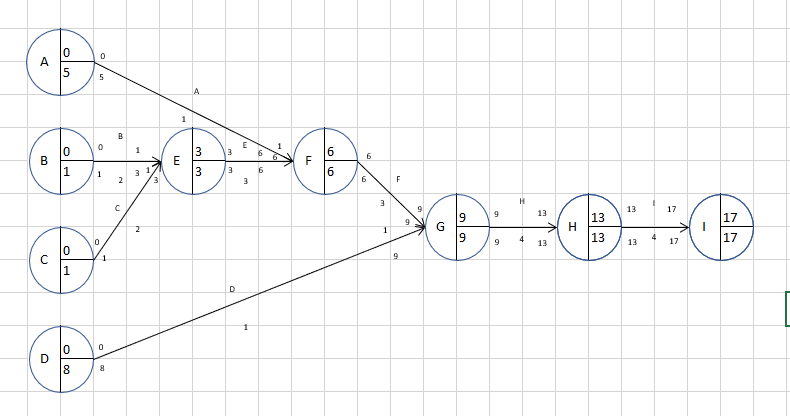 A 0 5
0
5
A
1
1
6
B 0 1
0 B 1
1 2 3
E 3 3
1
3
3 E 6
3 3 6
F 6 6
6 F 9
6 3 9
C 0 1
0 C
1 2
G 9 9
9 H 13
9 4 13
H 13 13
13 I 17
13 4 17
I 17 17
D 0 8
0 D 1
8 1 9